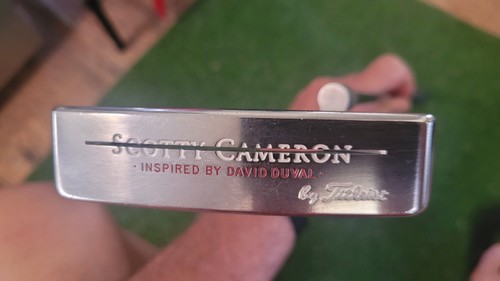 SCOTTY CAMERON
· INSPIRED BY DAVID DUVAL ·
by Titleist